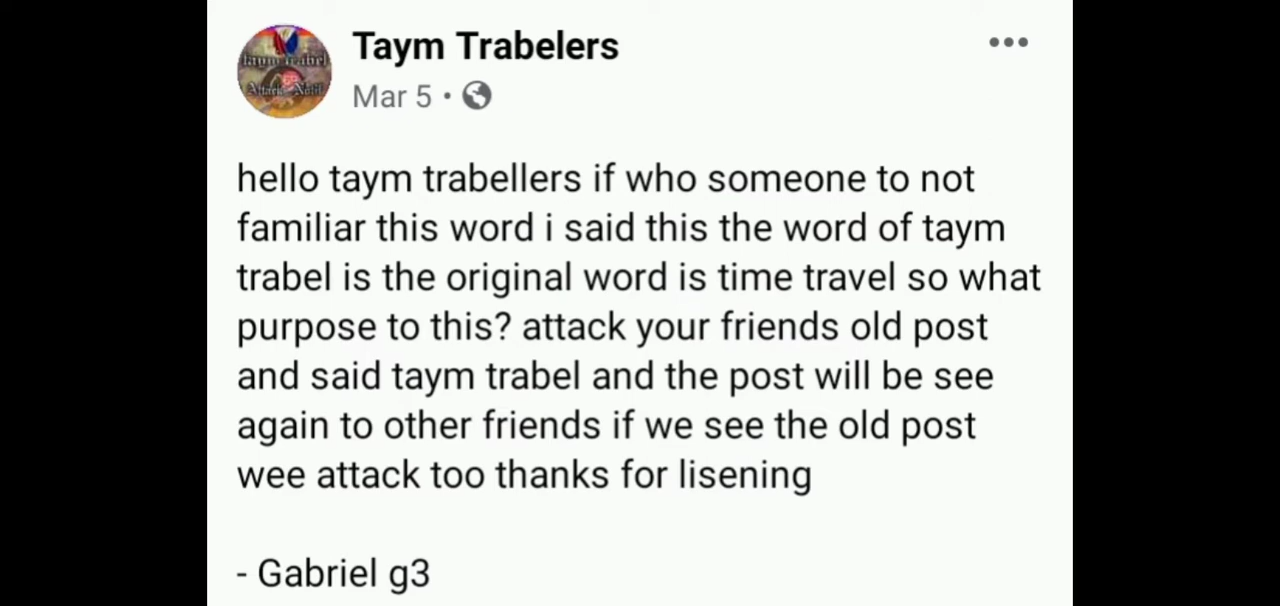 Taym Trabelers
Mar 5 •
hello taym trabellers if who someone to not
familiar this word i said this the word of taym
trabel is the original word is time travel so what
purpose to this? attack your friends old post
and said taym trabel and the post will be see
again to other friends if we see the old post
wee attack too thanks for lisening
- Gabriel g3